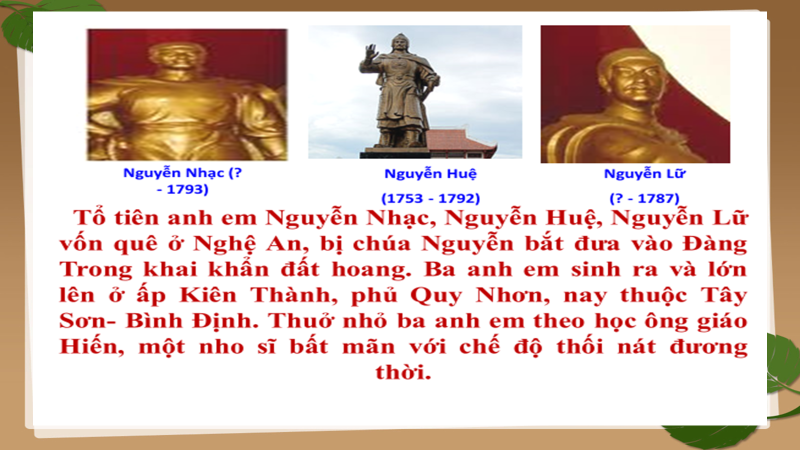 Nguyễn Nhạc (?
- 1793)
Nguyễn Huệ
(1753 - 1792)
Nguyễn Lữ
(? - 1787)
Tổ tiên anh em Nguyễn Nhạc, Nguyễn Huệ, Nguyễn Lữ
vốn quê ở Nghệ An, bị chúa Nguyễn bắt đưa vào Đàng
Trong khai khẩn đất hoang. Ba anh em sinh ra và lớn
lên ở ấp Kiên Thành, phủ Quy Nhơn, nay thuộc Tây
Sơn- Bình Định. Thuở nhỏ ba anh em theo học ông giáo
Hiến, một nho sĩ bất mãn với chế độ thối nát đương
thời.